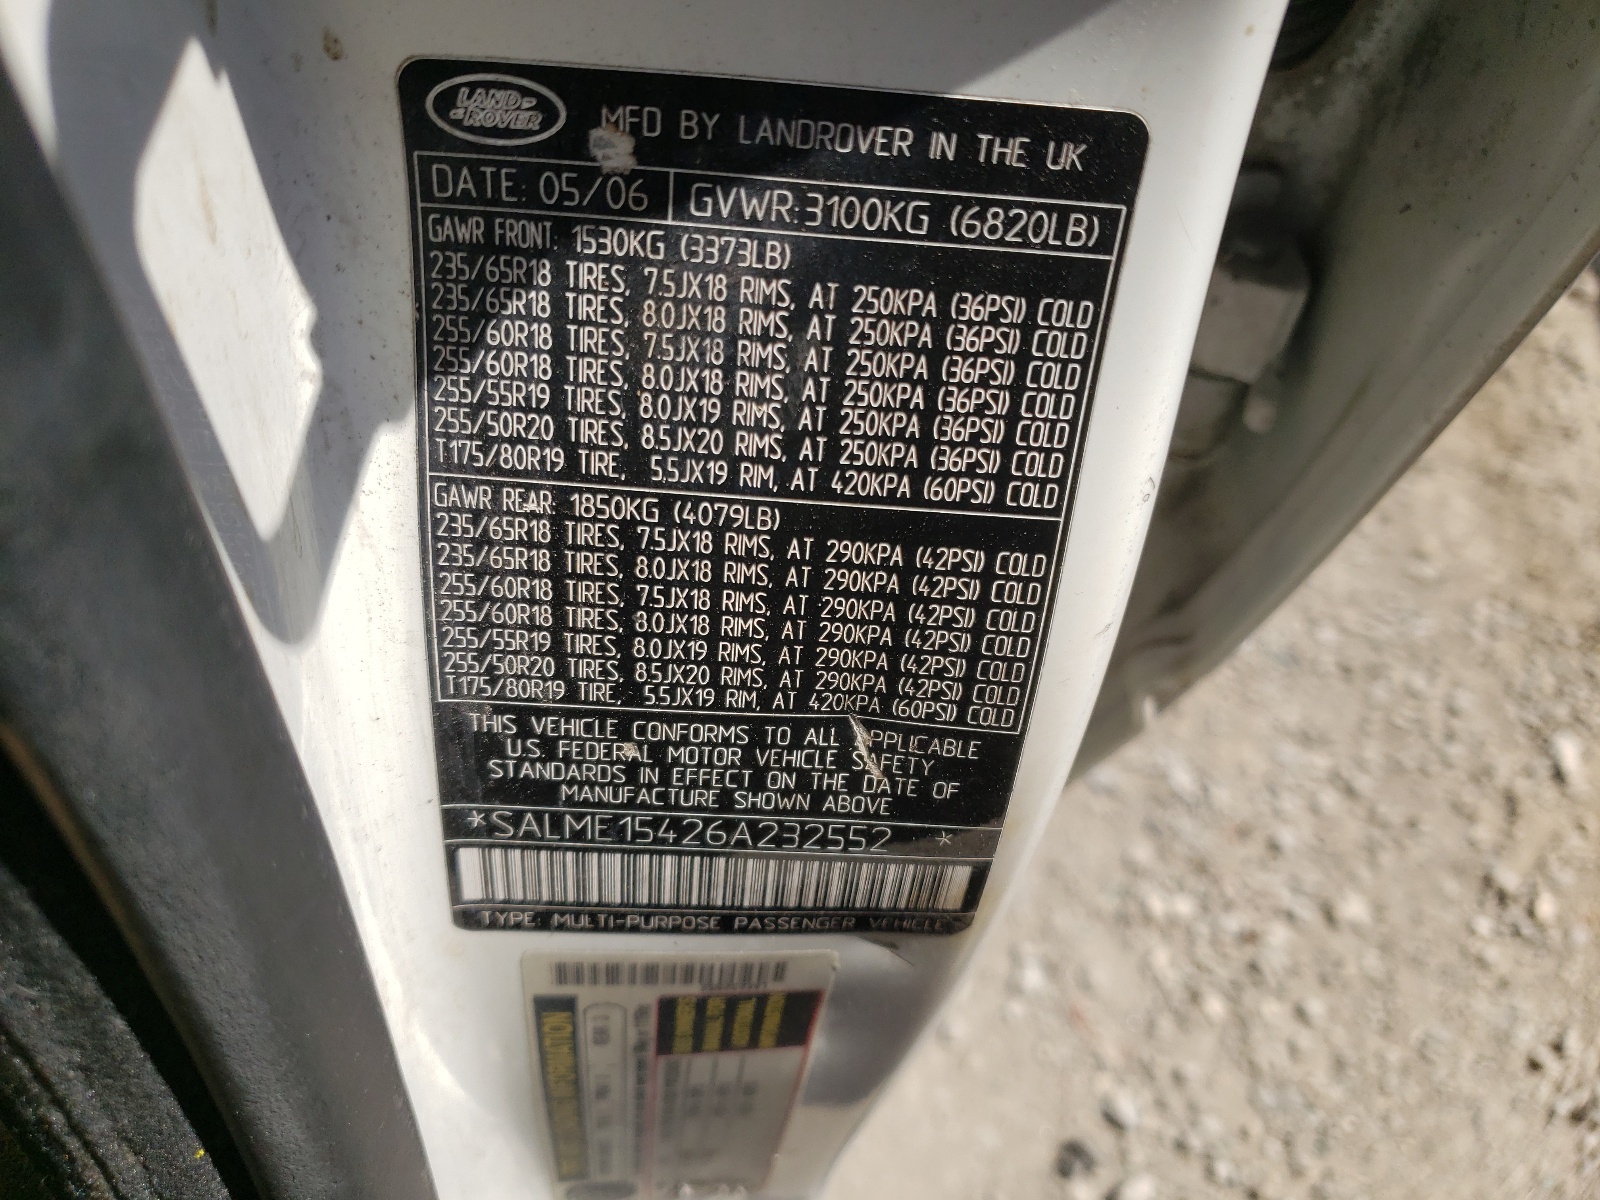 LAND-
-ROVER
MFD BY LANDROVER IN THE UK
DATE: 05/06 GVWR: 3100KG (6820LB)
GAWR FRONT: 1530KG (3373LB)
235/65R18 TIRES, 7.5JX18 RIMS, AT 250KPA (36PSI) COLD
235/65R18 TIRES, 8.0JX18 RIMS, AT 250KPA (36PSI) COLD
255/60R18 TIRES, 7.5JX18 RIMS, AT 250KPA (36PSI) COLD
255/60R18 TIRES, 8.0JX18 RIMS, AT 250KPA (36PSI) COLD
255/55R19 TIRES, 8.0JX19 RIMS, AT 250KPA (36PSI) COLD
255/50R20 TIRES, 8.5JX20 RIMS, AT 250KPA (36PSI) COLD
T175/80R19 TIRE, 5.5JX19 RIM, AT 420KPA (60PSI) COLD
GAWR REAR: 1850KG (4079LB)
235/65R18 TIRES, 7.5JX18 RIMS, AT 290KPA (42PSI) COLD
235/65R18 TIRES, 8.0JX18 RIMS, AT 290KPA (42PSI) COLD
255/60R18 TIRES, 7.5JX18 RIMS, AT 290KPA (42PSI) COLD
255/60R18 TIRES, 8.0JX18 RIMS, AT 290KPA (42PSI) COLD
255/55R19 TIRES, 8.0JX19 RIMS, AT 290KPA (42PSI) COLD
255/50R20 TIRES, 8.5JX20 RIMS, AT 290KPA (42PSI) COLD
T175/80R19 TIRE, 5.5JX19 RIM, AT 420KPA (60PSI) COLD
THIS VEHICLE CONFORMS TO ALL APPLICABLE
U.S. FEDERAL MOTOR VEHICLE SAFETY
STANDARDS IN EFFECT ON THE DATE OF
MANUFACTURE SHOWN ABOVE
*SALME15426A232552 *
TYPE: MULTI-PURPOSE PASSENGER VEHICLE